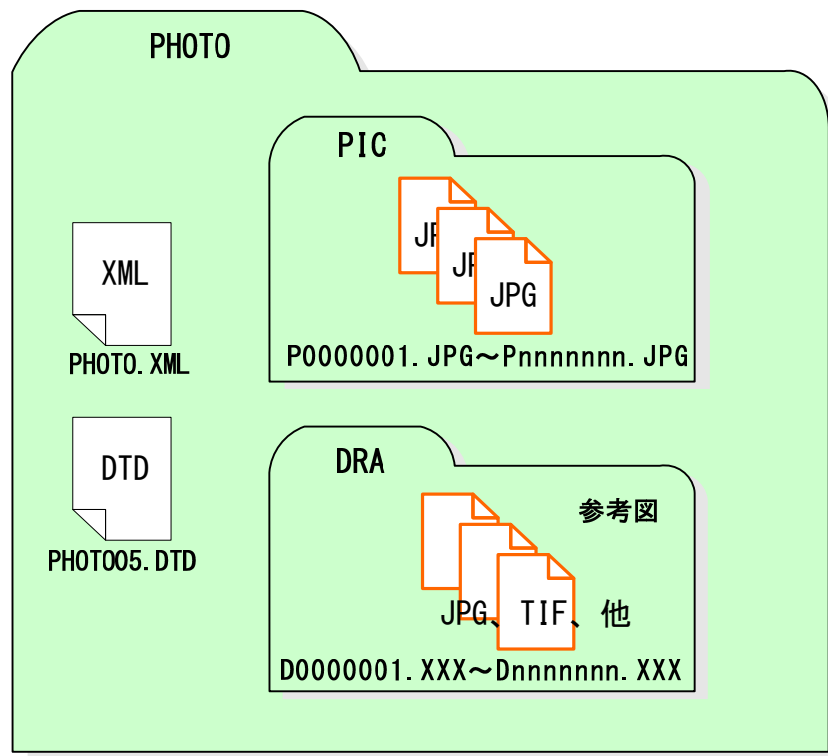 PHOTO
PIC
JPG
P0000001.JPG～Pnnnnnnn.JPG
XML
PHOTO.XML
DTD
PHOTO05.DTD
DRA
参考図
JPG、TIF、他
D0000001.XXX～Dnnnnnnn.XXX